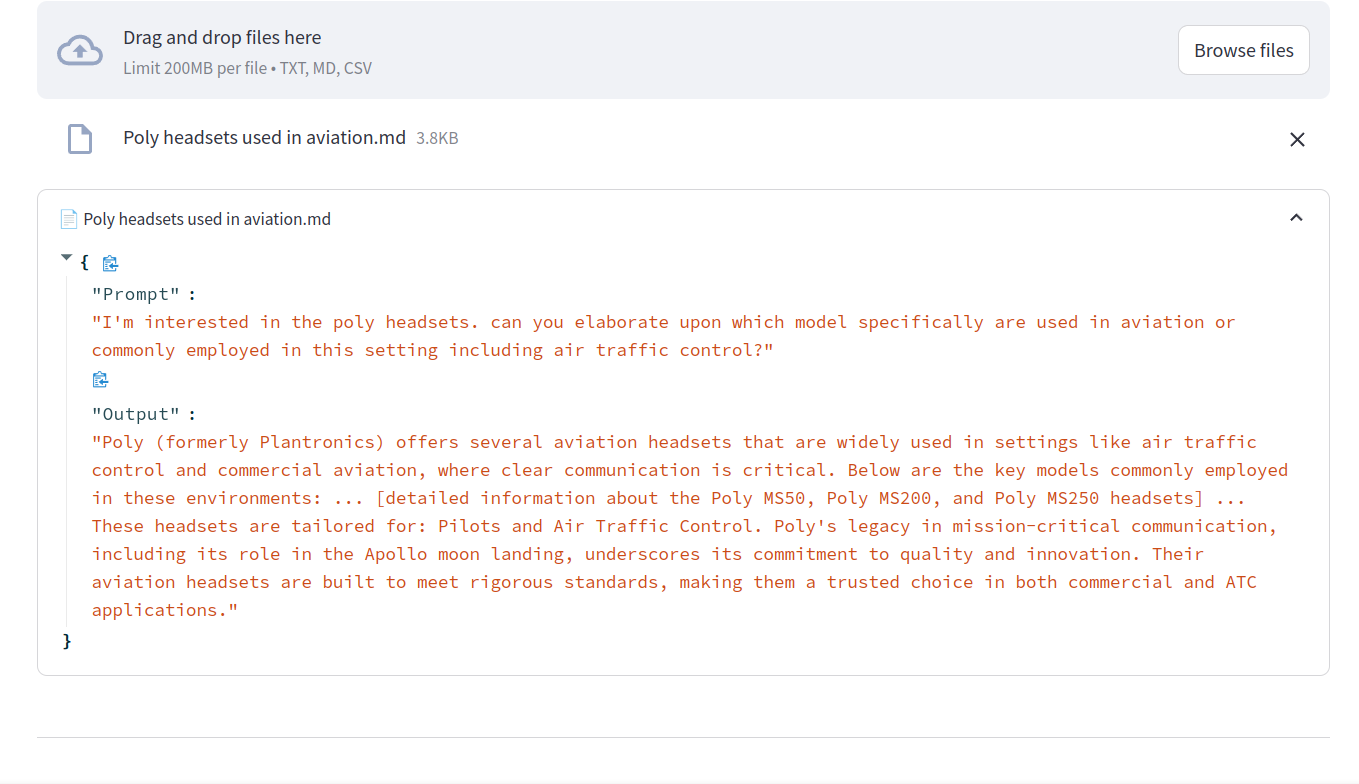 Drag and drop files here
Limit 200MB per file • TXT, MD, CSV
Browse files
Poly headsets used in aviation.md 3.8KB
Poly headsets used in aviation.md
{
"Prompt" :
"I'm interested in the poly headsets. can you elaborate upon which model specifically are used in aviation or
commonly employed in this setting including air traffic control?"
"Output" :
"Poly (formerly Plantronics) offers several aviation headsets that are widely used in settings like air traffic
control and commercial aviation, where clear communication is critical. Below are the key models commonly employed
in these environments: ... [detailed information about the Poly MS50, Poly MS200, and Poly MS250 headsets] ...
These headsets are tailored for: Pilots and Air Traffic Control. Poly's legacy in mission-critical communication,
including its role in the Apollo moon landing, underscores its commitment to quality and innovation. Their
aviation headsets are built to meet rigorous standards, making them a trusted choice in both commercial and ATC
applications."
}